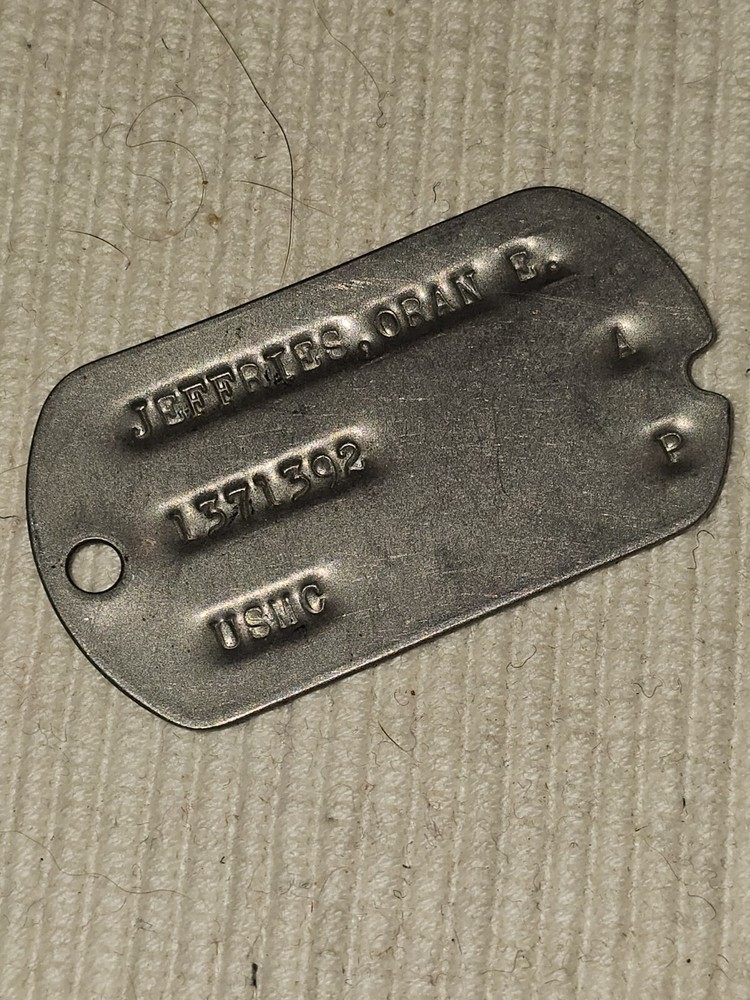 JEFFRIES,ORAN E.
A
1371392
P
USMC